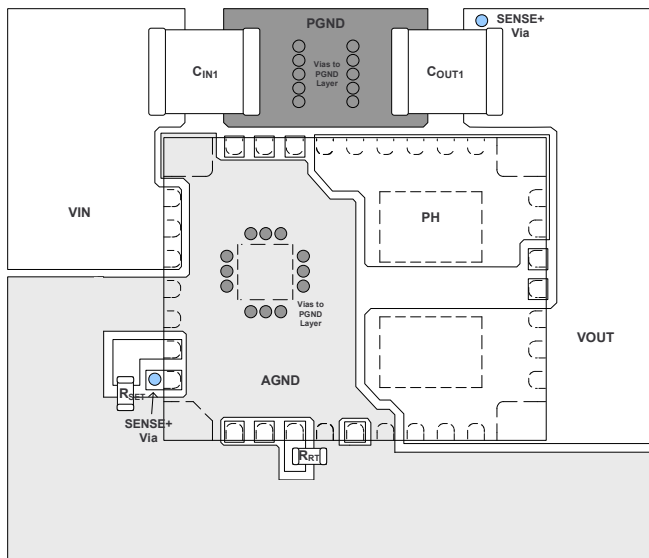 PGND
SENSE+
Via
CIN1
Vias to
PGND
Layer
COUT1
VIN
PH
Vias to
PGND
Layer
VOUT
AGND
RSET
SENSE+
Via
RRT